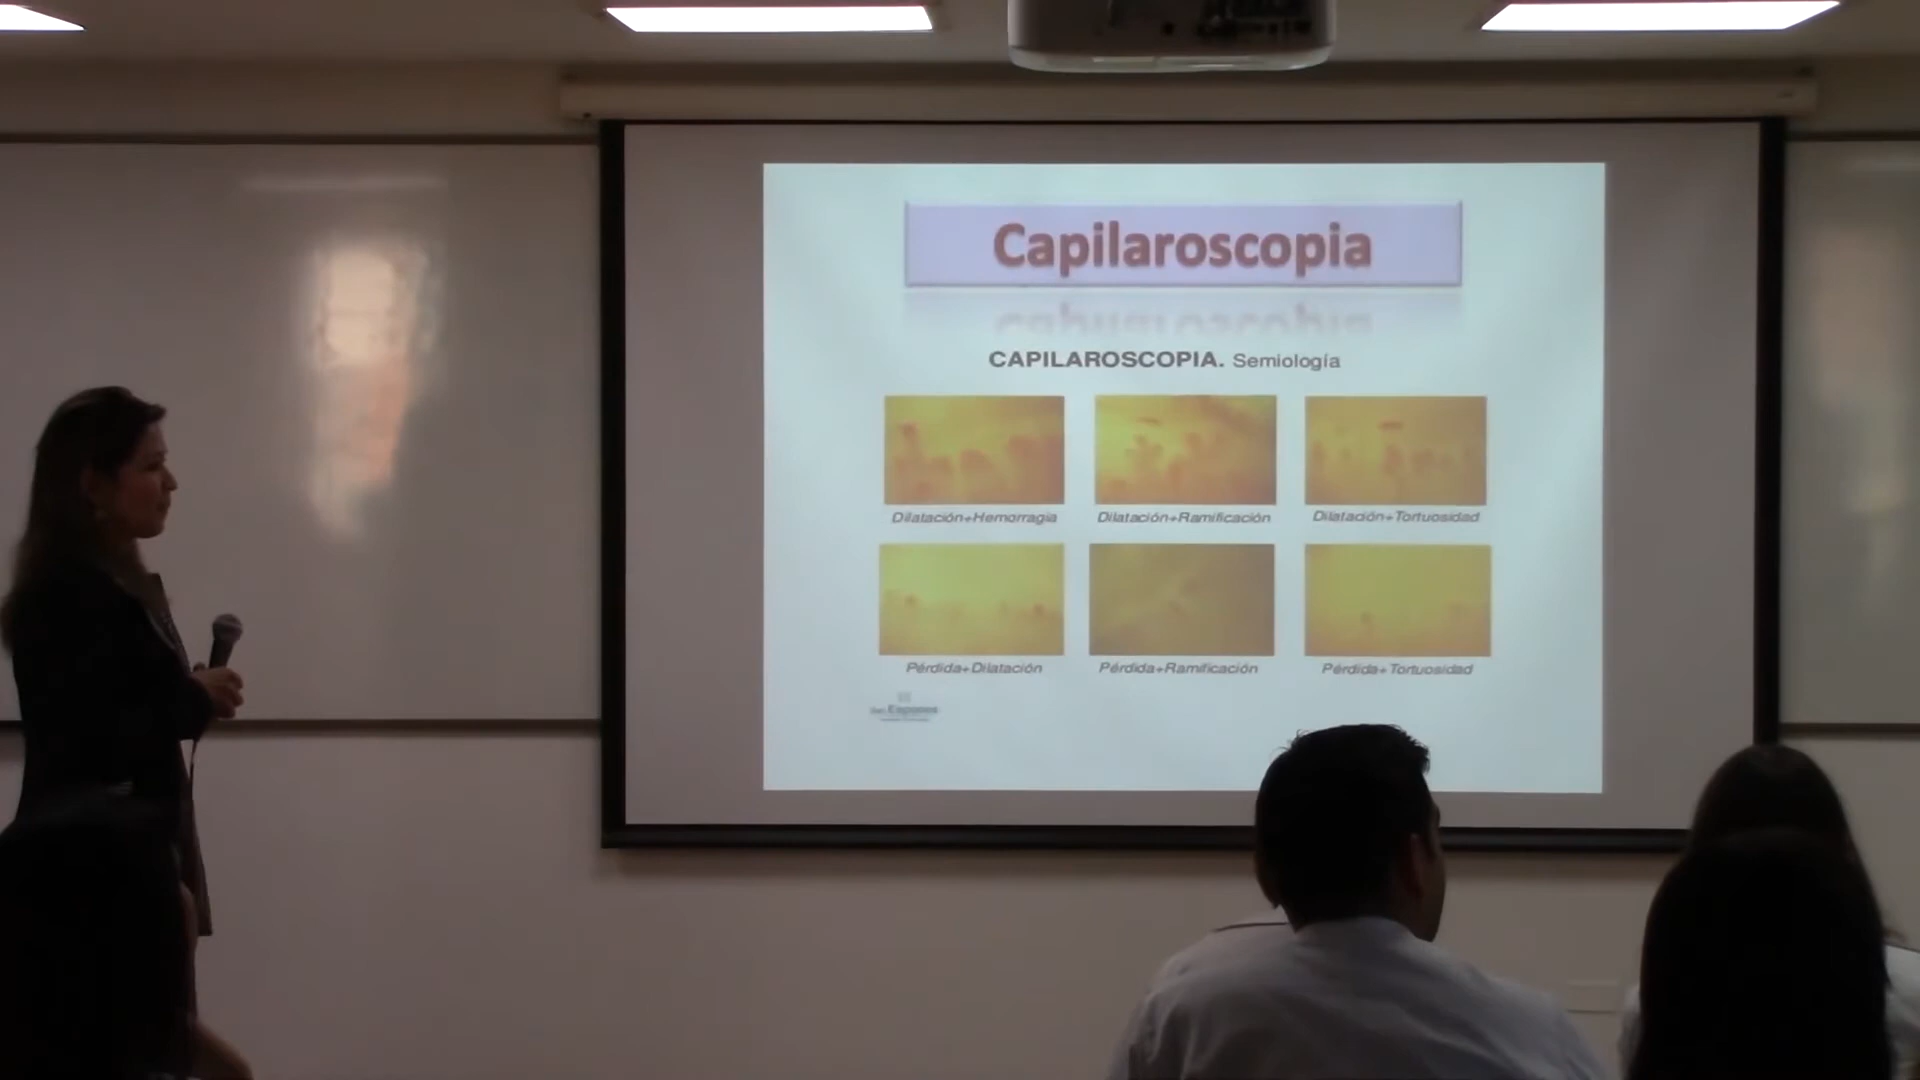 Capilaroscopia
CAPILAROSCOPIA. Semiología
Dilatación+Hemorragia Dilatación+Ramificación Dilatación+Tortuosidad
Pérdida+Dilatación Pérdida+Ramificación Pérdida+Tortuosidad